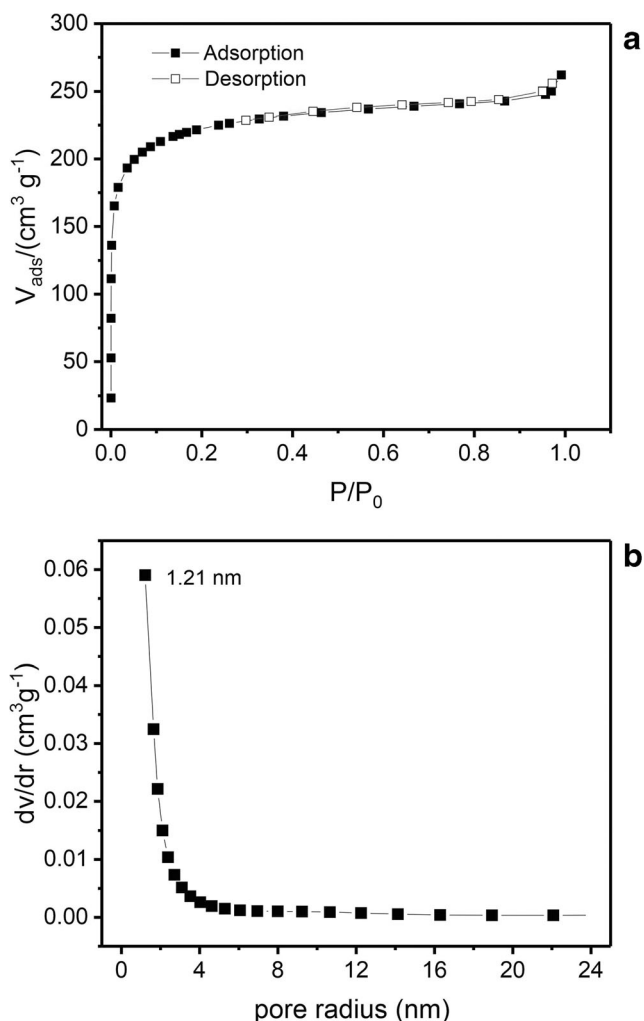 a
300
250
200
150
100
50
0
V_ads/(cm³ g⁻¹)
Adsorption
Desorption
0.0 0.2 0.4 0.6 0.8 1.0
P/P₀
b
0.06
0.05
0.04
0.03
0.02
0.01
0.00
dv/dr (cm³g⁻¹)
1.21 nm
0 4 8 12 16 20 24
pore radius (nm)